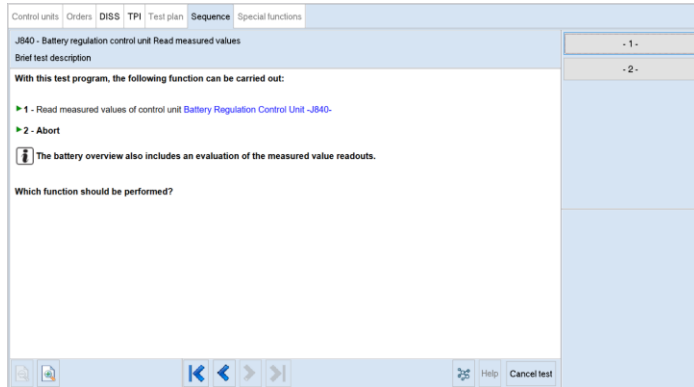 Control units Orders DISS TPI Test plan Sequence Special functions
J840 - Battery regulation control unit Read measured values
Brief test description
With this test program, the following function can be carried out:
1 - Read measured values of control unit Battery Regulation Control Unit -J840-
2 - Abort
The battery overview also includes an evaluation of the measured value readouts.
Which function should be performed?
- 1 -
- 2 -
Help Cancel test